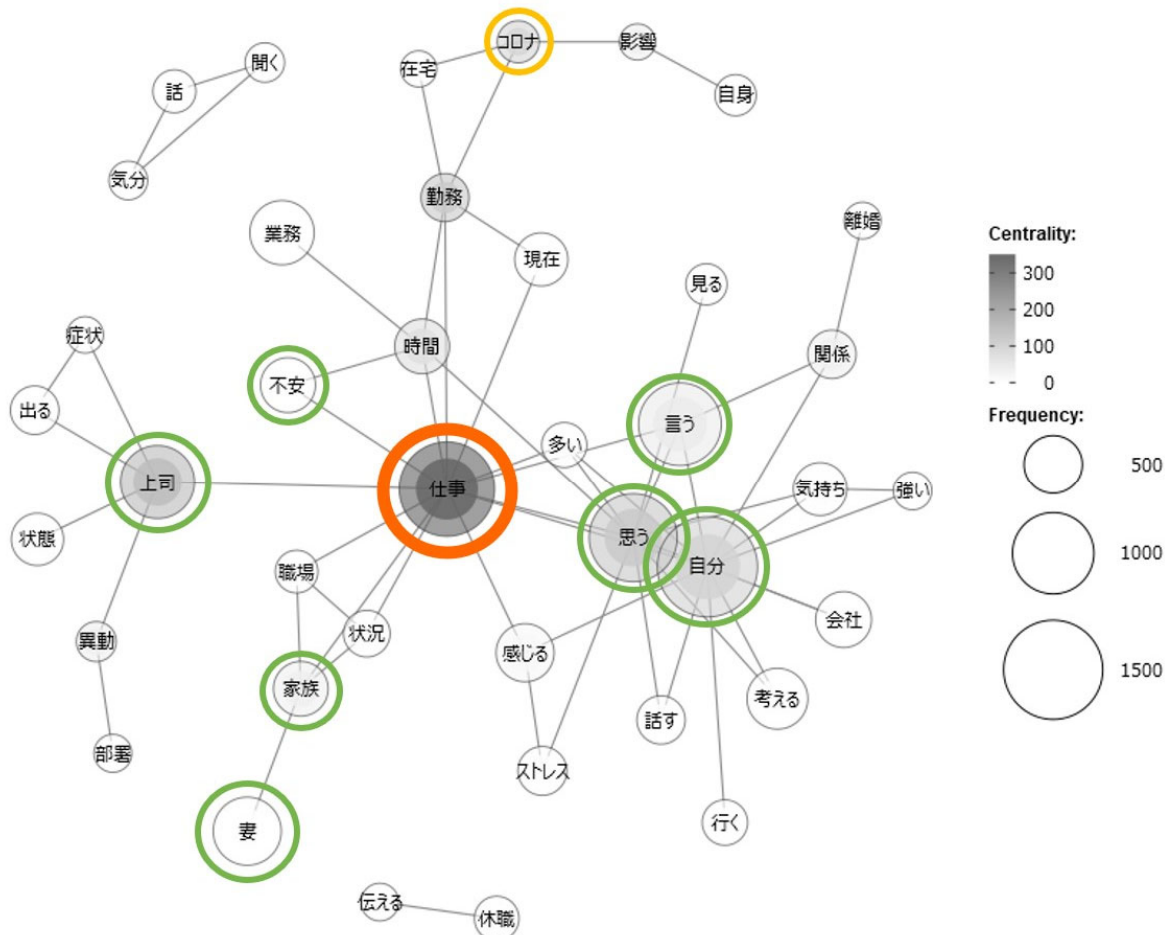 コロナ
影響
在宅
自身
聞く
話
気分
勤務
業務
現在
離婚
見る
関係
時間
症状
不安
出る
言う
多い
上司
仕事
気持ち
強い
状態
思う
自分
職場
状況
会社
異動
感じる
家族
考える
話す
部署
ストレス
妻
行く
伝える
休職
Centrality:
300
200
100
0
Frequency:
500
1000
1500